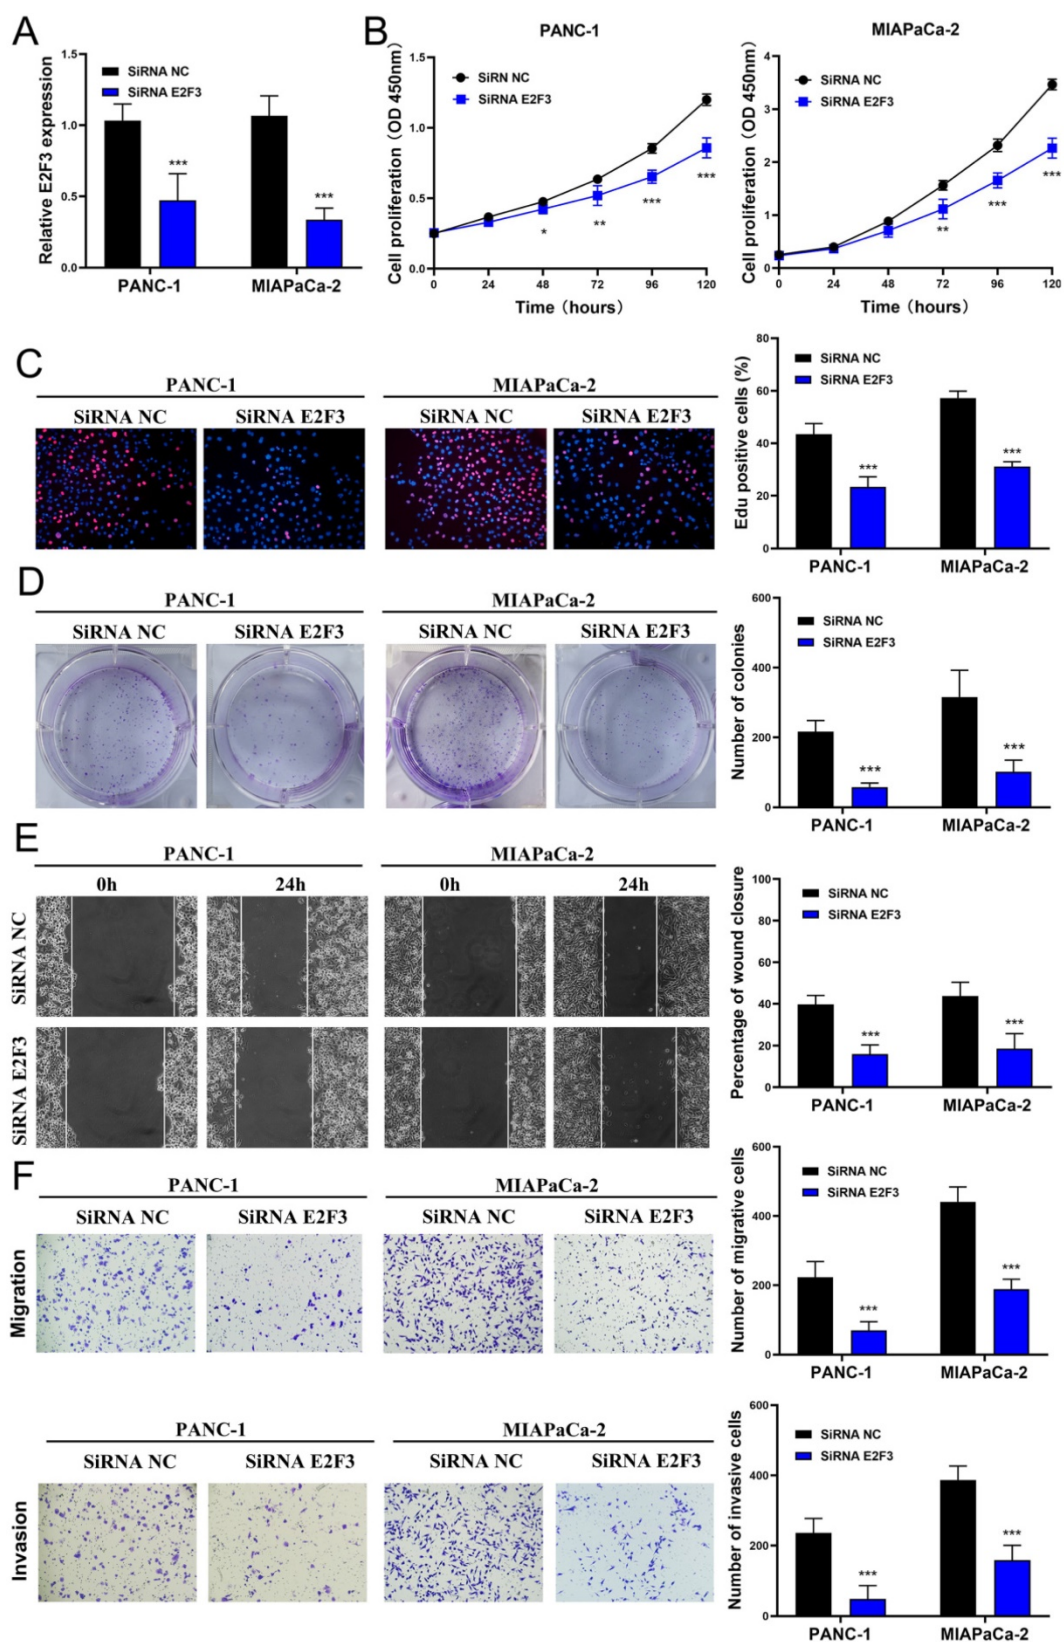 A
Relative E2F3 expression
1.5
1.0
0.5
0.0
SiRNA NC
SiRNA E2F3
***
***
PANC-1
MIAPaCa-2
B
PANC-1
Cell proliferation (OD 450nm)
1.5
1.0
0.5
0.0
SiRN NC
SiRNA E2F3
*
**
***
***
0 24 48 72 96 120
Time (hours)
MIAPaCa-2
Cell proliferation (OD 450nm)
4
3
2
1
0
SiRNA NC
SiRNA E2F3
**
***
***
0 24 48 72 96 120
Time (hours)
C
PANC-1
MIAPaCa-2
SiRNA NC
SiRNA E2F3
SiRNA NC
SiRNA E2F3
Edu positive cells (%)
80
60
40
20
0
SiRNA NC
SiRNA E2F3
***
***
PANC-1
MIAPaCa-2
D
PANC-1
MIAPaCa-2
SiRNA NC
SiRNA E2F3
SiRNA NC
SiRNA E2F3
Number of colonies
600
400
200
0
SiRNA NC
SiRNA E2F3
***
***
PANC-1
MIAPaCa-2
E
PANC-1
MIAPaCa-2
0h
24h
0h
24h
SiRNA NC
SiRNA E2F3
Percentage of wound closure
100
80
60
40
20
0
SiRNA NC
SiRNA E2F3
***
***
PANC-1
MIAPaCa-2
F
PANC-1
MIAPaCa-2
SiRNA NC
SiRNA E2F3
SiRNA NC
SiRNA E2F3
Migration
Number of migrative cells
600
400
200
0
SiRNA NC
SiRNA E2F3
***
***
PANC-1
MIAPaCa-2
PANC-1
MIAPaCa-2
SiRNA NC
SiRNA E2F3
SiRNA NC
SiRNA E2F3
Invasion
Number of invasive cells
600
400
200
0
SiRNA NC
SiRNA E2F3
***
***
PANC-1
MIAPaCa-2